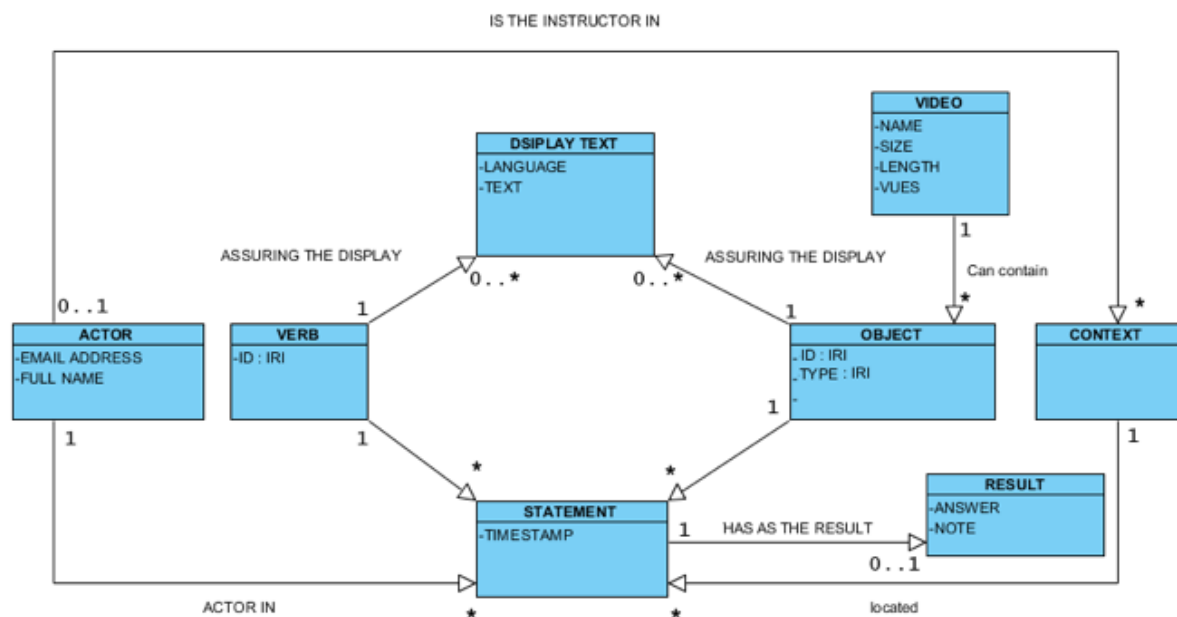 IS THE INSTRUCTOR IN
VIDEO
-NAME
-SIZE
-LENGTH
-VUES
DSIPLAY TEXT
-LANGUAGE
-TEXT
1
ASSURING THE DISPLAY
ASSURING THE DISPLAY
Can contain
0..*
0..*
*
*
0..1
1
1
ACTOR
-EMAIL ADDRESS
-FULL NAME
VERB
-ID : IRI
OBJECT
- ID : IRI
- TYPE : IRI
-
CONTEXT
1
1
1
1
*
*
STATEMENT
-TIMESTAMP
1
HAS AS THE RESULT
0..1
RESULT
-ANSWER
-NOTE
ACTOR IN
*
*
located